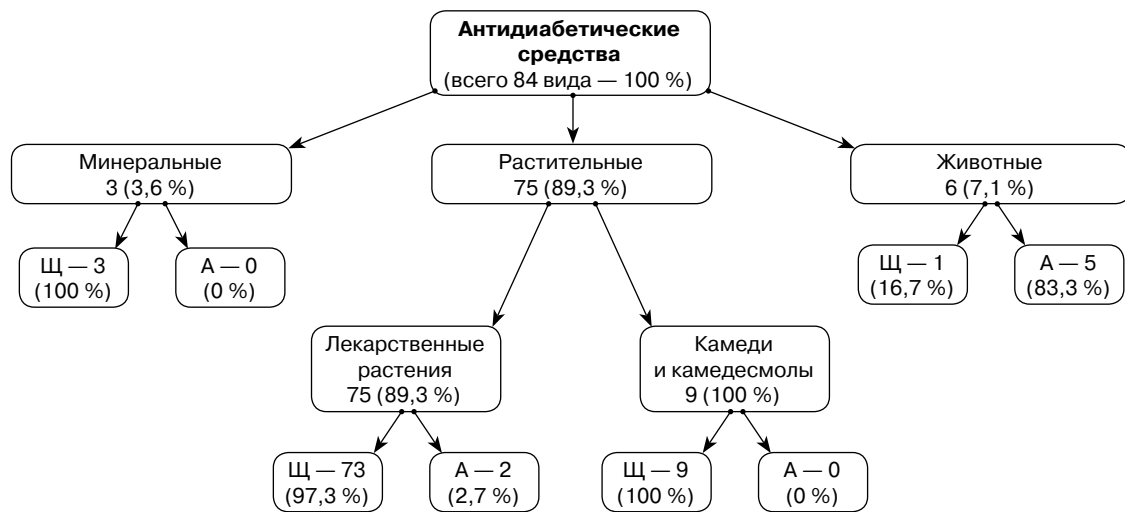 Антидиабетические
средства
(всего 84 вида — 100 %)
Минеральные
3 (3,6 %)
Растительные
75 (89,3 %)
Животные
6 (7,1 %)
Щ — 3
(100 %)
А — 0
(0 %)
Щ — 1
(16,7 %)
А — 5
(83,3 %)
Лекарственные
растения
75 (89,3 %)
Камеди
и камедесмолы
9 (100 %)
Щ — 73
(97,3 %)
А — 2
(2,7 %)
Щ — 9
(100 %)
А — 0
(0 %)